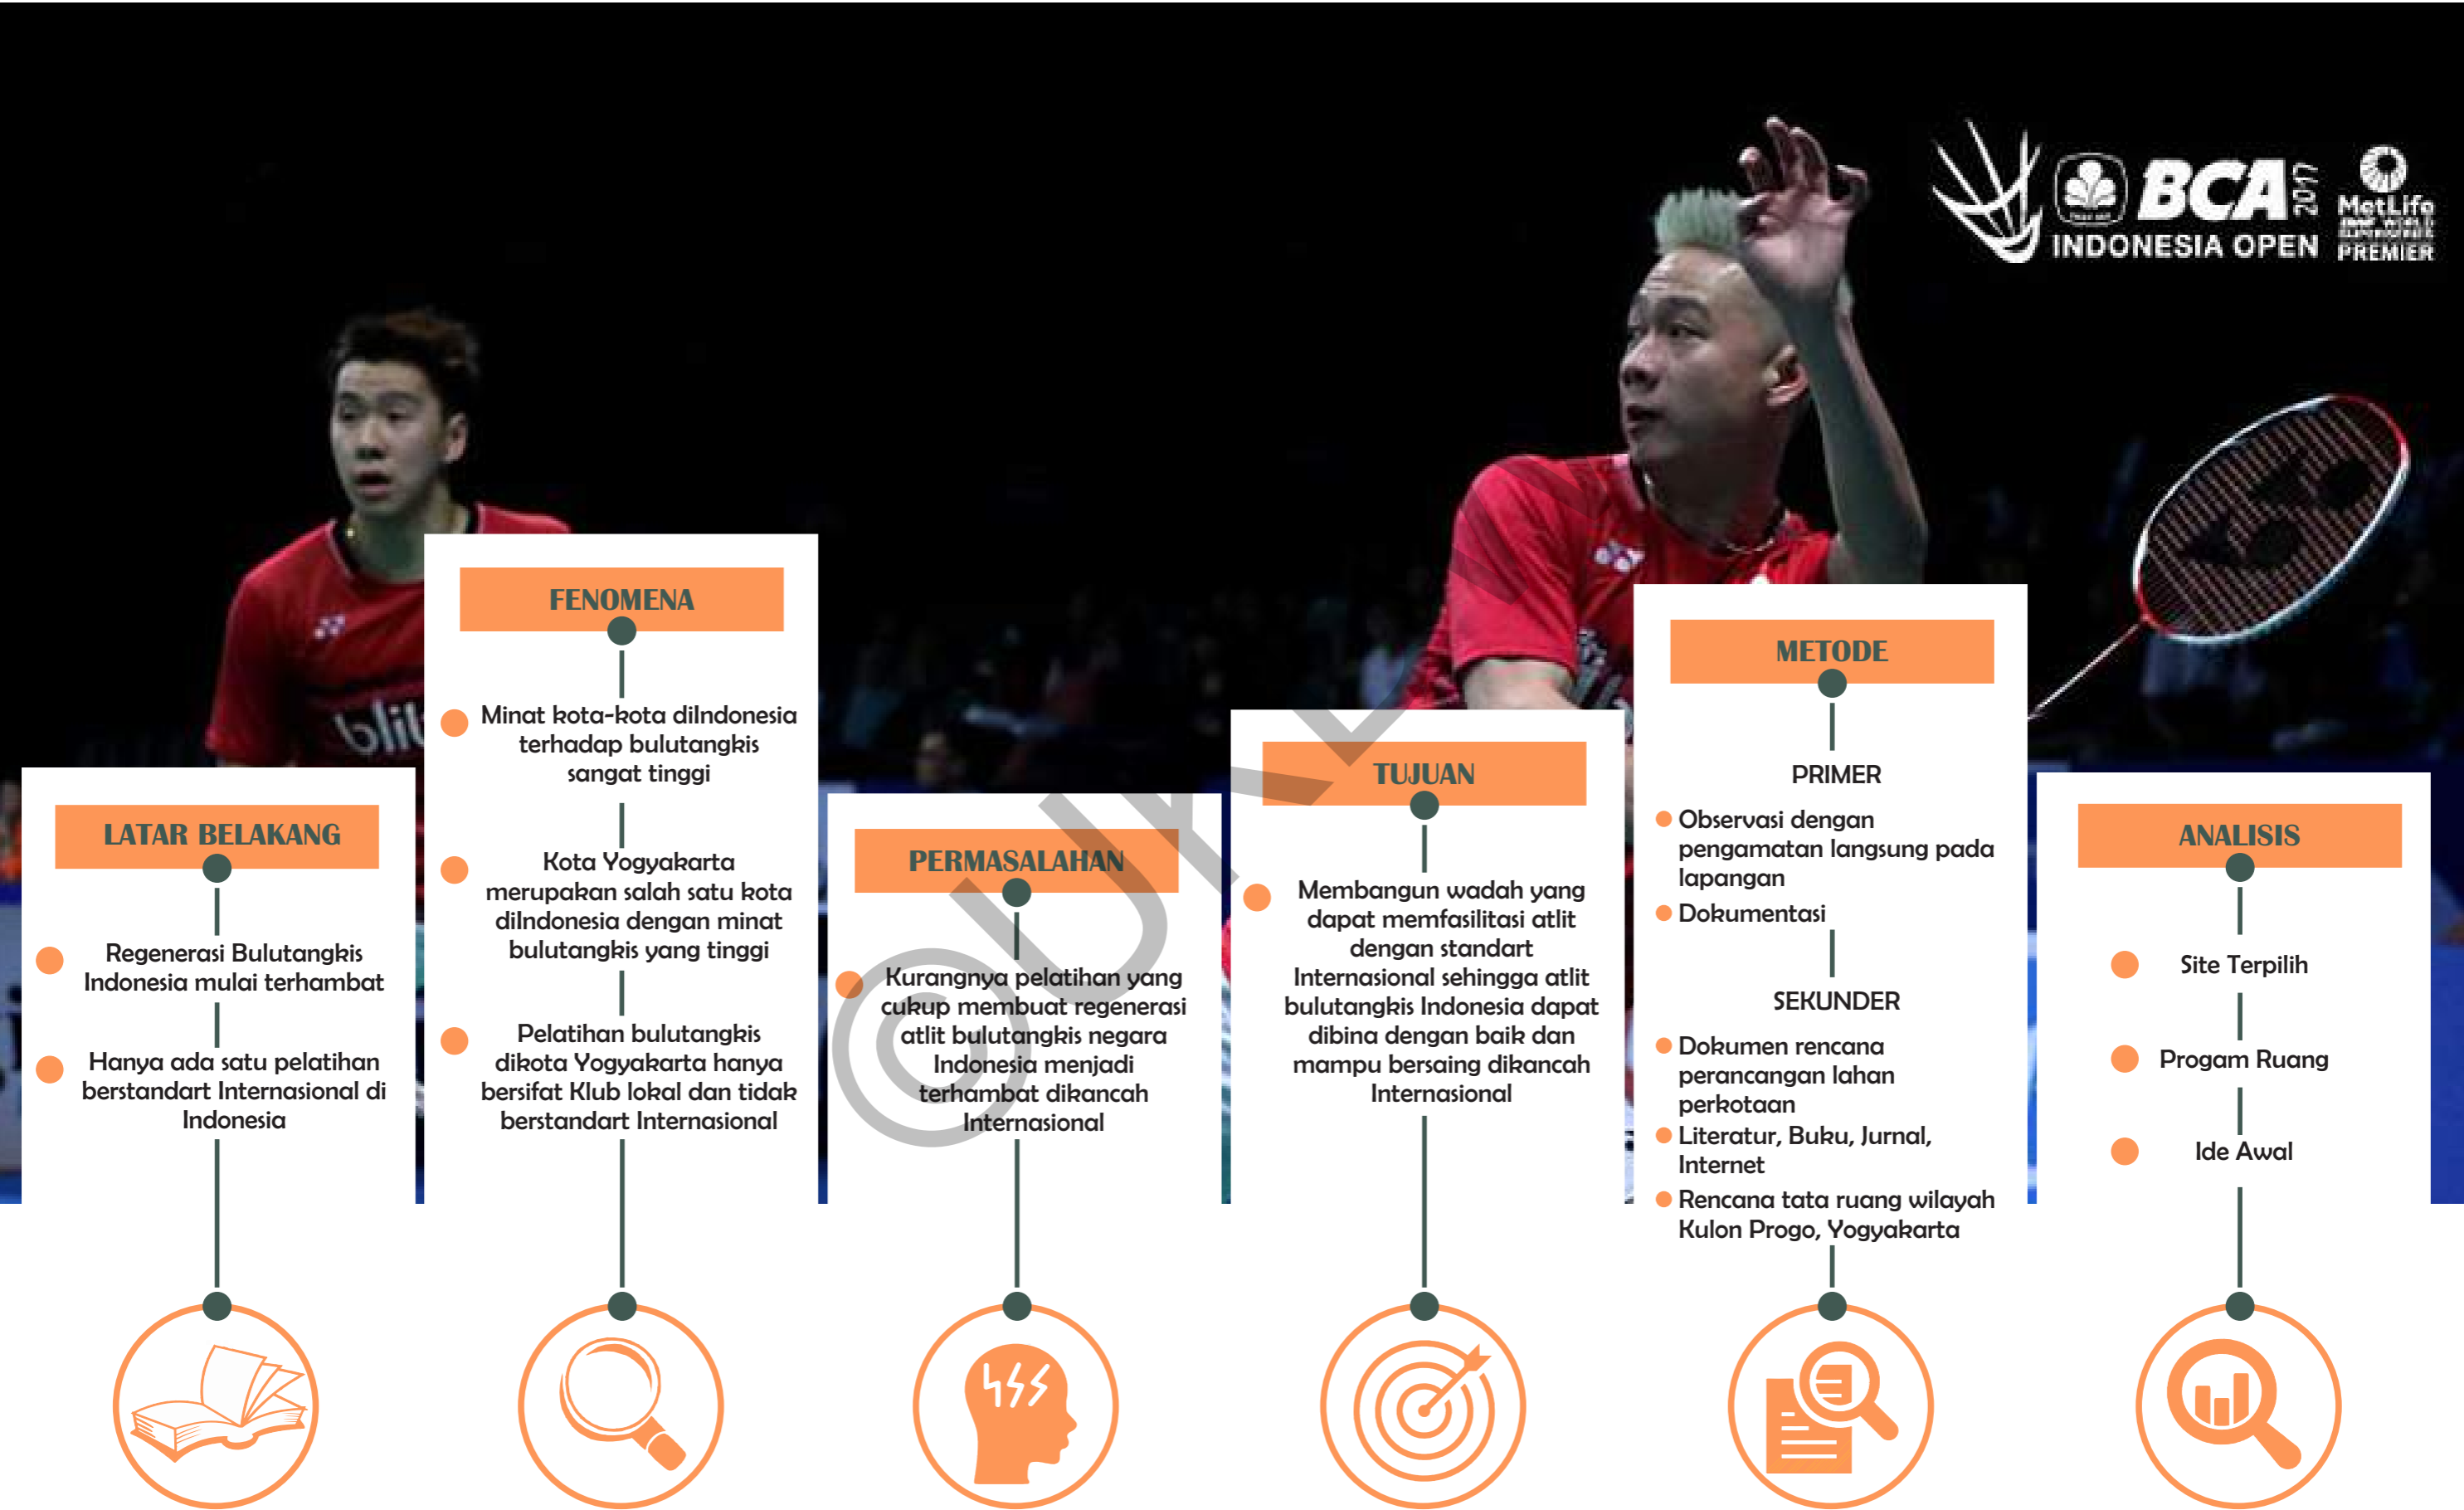 BCA 2017
INDONESIA OPEN
MetLife
PREMIER
blit
LATAR BELAKANG
Regenerasi Bulutangkis
Indonesia mulai terhambat
Hanya ada satu pelatihan
berstandart Internasional di
Indonesia
FENOMENA
Minat kota-kota diIndonesia
terhadap bulutangkis
sangat tinggi
Kota Yogyakarta
merupakan salah satu kota
diIndonesia dengan minat
bulutangkis yang tinggi
Pelatihan bulutangkis
dikota Yogyakarta hanya
bersifat Klub lokal dan tidak
berstandart Internasional
PERMASALAHAN
Kurangnya pelatihan yang
cukup membuat regenerasi
atlit bulutangkis negara
Indonesia menjadi
terhambat dikancah
Internasional
TUJUAN
Membangun wadah yang
dapat memfasilitasi atlit
dengan standart
Internasional sehingga atlit
bulutangkis Indonesia dapat
dibina dengan baik dan
mampu bersaing dikancah
Internasional
METODE
PRIMER
Observasi dengan
pengamatan langsung pada
lapangan
Dokumentasi
SEKUNDER
Dokumen rencana
perancangan lahan
perkotaan
Literatur, Buku, Jurnal,
Internet
Rencana tata ruang wilayah
Kulon Progo, Yogyakarta
ANALISIS
Site Terpilih
Progam Ruang
Ide Awal